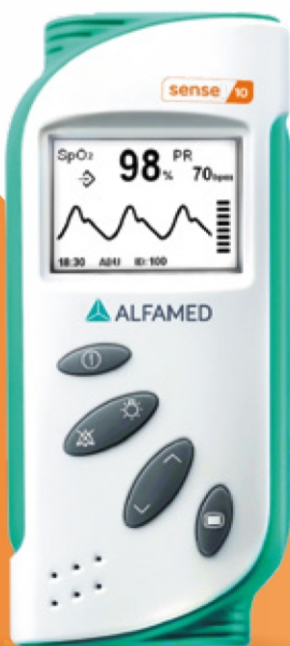 sense 10
SpO₂ 98% PR
70bpm
18:30 ADU ID: 100
ALFAMED